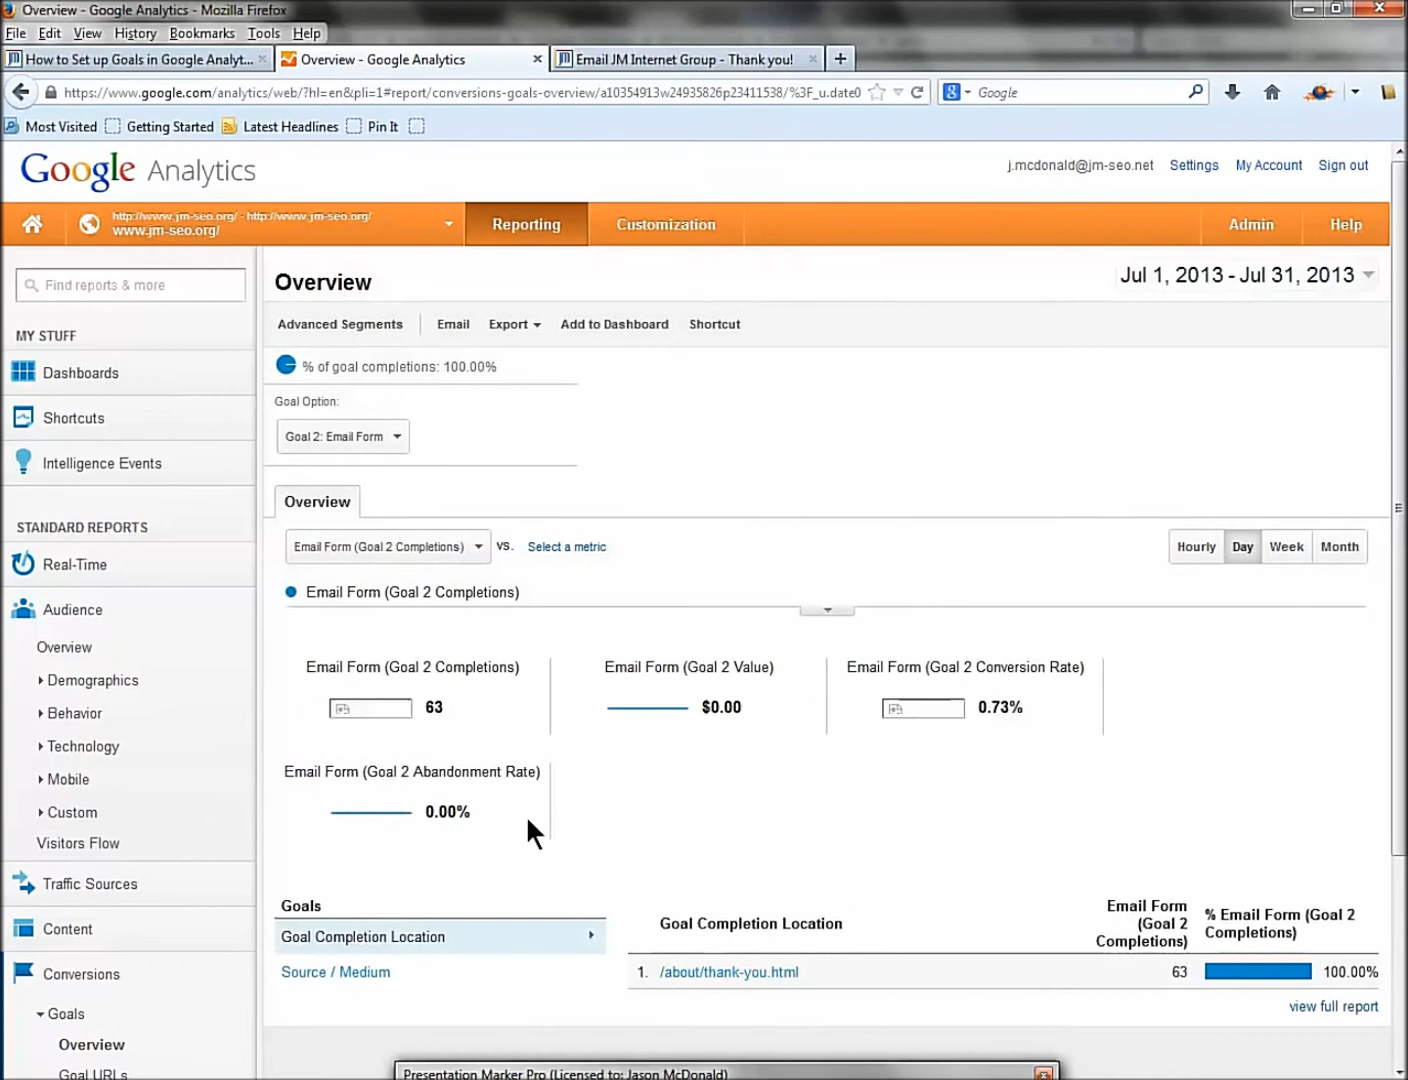 Overview - Google Analytics - Mozilla Firefox
File Edit View History Bookmarks Tools Help
How to Set up Goals in Google Analyt... Overview - Google Analytics Email JM Internet Group - Thank you!
https://www.google.com/analytics/web/?hl=en&pli=1#report/conversions-goals-overview/a10354913w24935826p23411538/%3F_u.date0 Google
Most Visited Getting Started Latest Headlines Pin It
Google Analytics
j.mcdonald@jm-seo.net Settings My Account Sign out
http://www.jm-seo.org/ - http://www.jm-seo.org/
www.jm-seo.org/
Reporting Customization Admin Help
Find reports & more
MY STUFF
Dashboards
Shortcuts
Intelligence Events
STANDARD REPORTS
Real-Time
Audience
Overview
Demographics
Behavior
Technology
Mobile
Custom
Visitors Flow
Traffic Sources
Content
Conversions
Goals
Overview
Goal URLs
Overview
Jul 1, 2013 - Jul 31, 2013
Advanced Segments Email Export Add to Dashboard Shortcut
% of goal completions: 100.00%
Goal Option:
Goal 2: Email Form
Overview
Email Form (Goal 2 Completions) vs. Select a metric
Hourly Day Week Month
Email Form (Goal 2 Completions)
Email Form (Goal 2 Completions)
63
Email Form (Goal 2 Value)
$0.00
Email Form (Goal 2 Conversion Rate)
0.73%
Email Form (Goal 2 Abandonment Rate)
0.00%
Goals
Goal Completion Location
Source / Medium
Goal Completion Location
Email Form
(Goal 2
Completions)
% Email Form (Goal 2
Completions)
1. /about/thank-you.html 63 100.00%
view full report
Presentation Marker Pro (Licensed to: Jason McDonald)